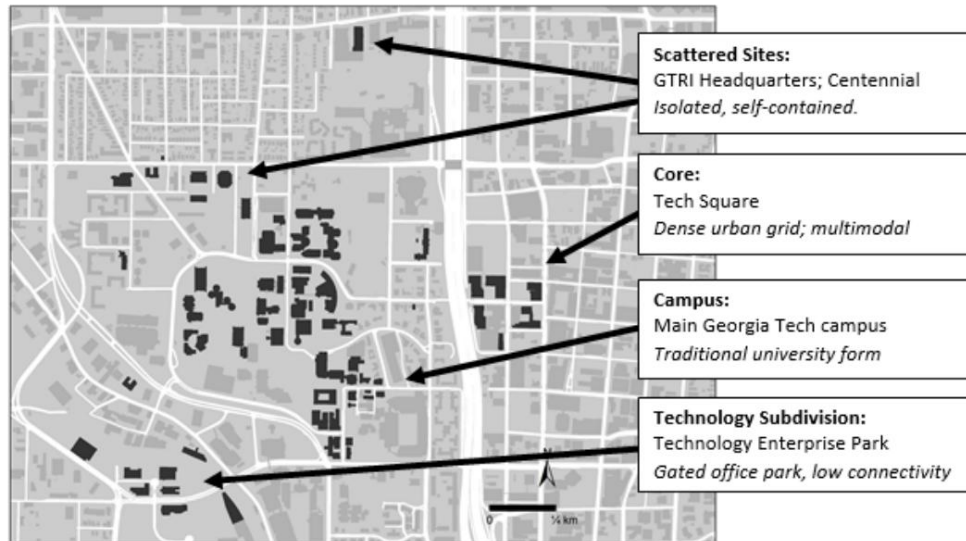 Scattered Sites:
GTRI Headquarters; Centennial
Isolated, self-contained.
Core:
Tech Square
Dense urban grid; multimodal
Campus:
Main Georgia Tech campus
Traditional university form
Technology Subdivision:
Technology Enterprise Park
Gated office park, low connectivity
N
0 ¼ km